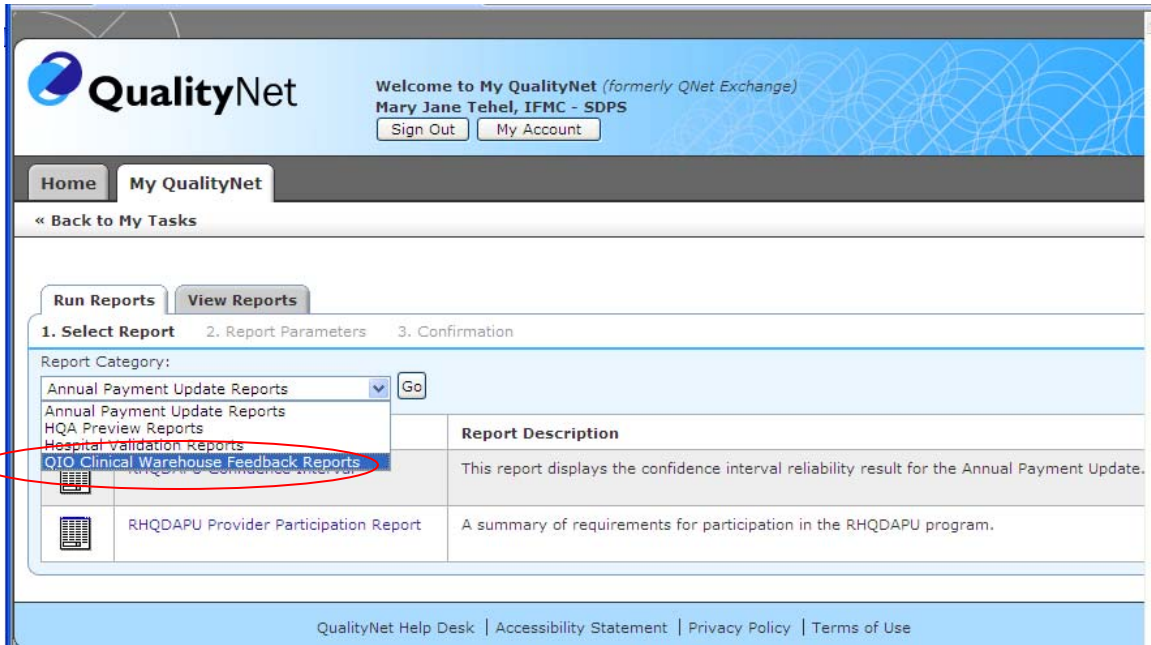 QualityNet
Welcome to My QualityNet (formerly QNet Exchange)
Mary Jane Tehel, IFMC - SDPS
Sign Out My Account
Home My QualityNet
« Back to My Tasks
Run Reports View Reports
1. Select Report 2. Report Parameters 3. Confirmation
Report Category:
Annual Payment Update Reports Go
Annual Payment Update Reports
HQA Preview Reports
Hospital Validation Reports
QIO Clinical Warehouse Feedback Reports
Report Description
This report displays the confidence interval reliability result for the Annual Payment Update.
RHQDAPU Provider Participation Report A summary of requirements for participation in the RHQDAPU program.
QualityNet Help Desk | Accessibility Statement | Privacy Policy | Terms of Use